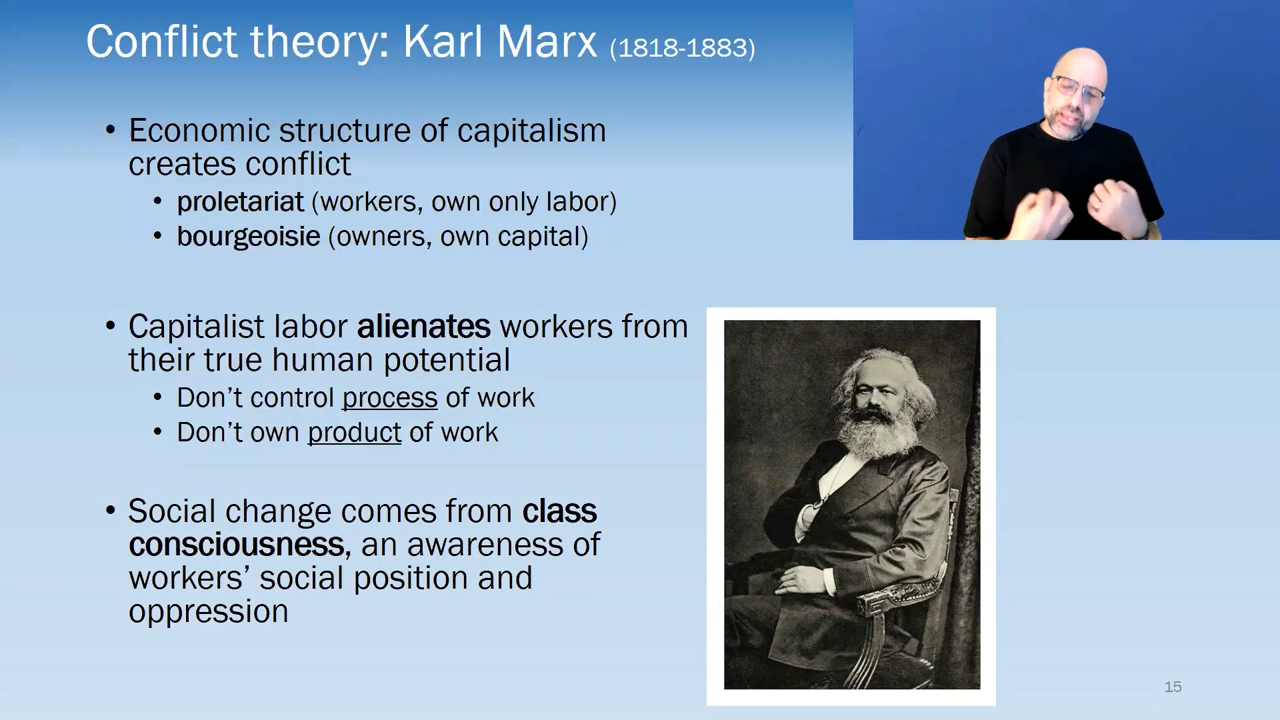 Conflict theory: Karl Marx (1818-1883)
• Economic structure of capitalism
creates conflict
• proletariat (workers, own only labor)
• bourgeoisie (owners, own capital)
• Capitalist labor alienates workers from
their true human potential
• Don’t control process of work
• Don’t own product of work
• Social change comes from class
consciousness, an awareness of
workers’ social position and
oppression
15